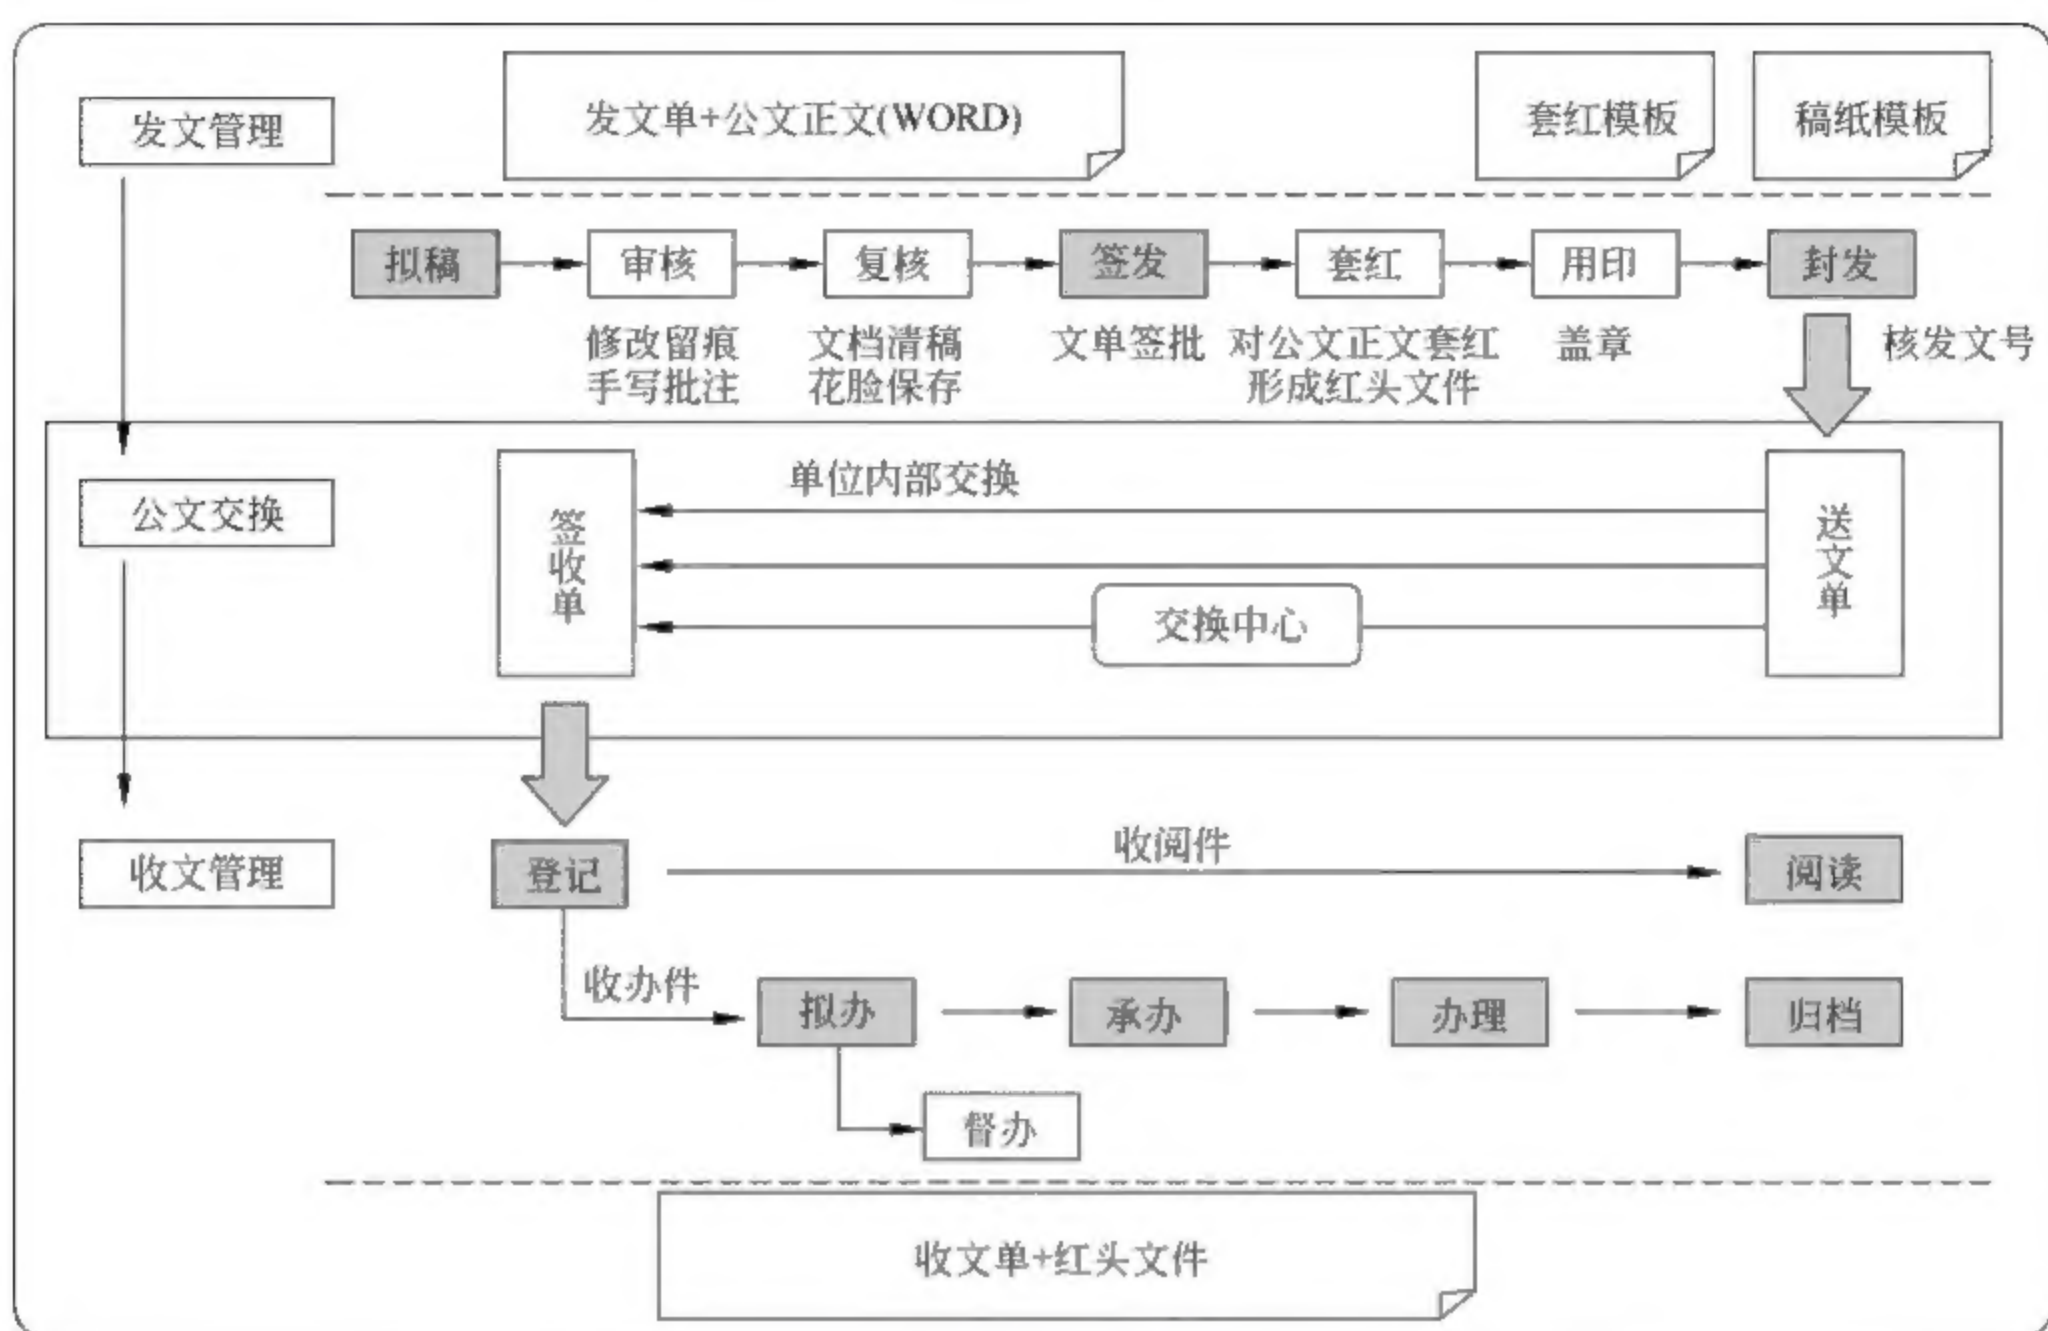 发文管理
发文单+公文正文(WORD)
套红模板
稿纸模板
拟稿
审核
复核
签发
套红
用印
封发
修改留痕
手写批注
文档清稿
花脸保存
文单签批
对公文正文套红
形成红头文件
盖章
核发文号
公文交换
签收单
单位内部交换
交换中心
送文单
收文管理
登记
收阅件
阅读
收办件
拟办
承办
办理
归档
督办
收文单+红头文件